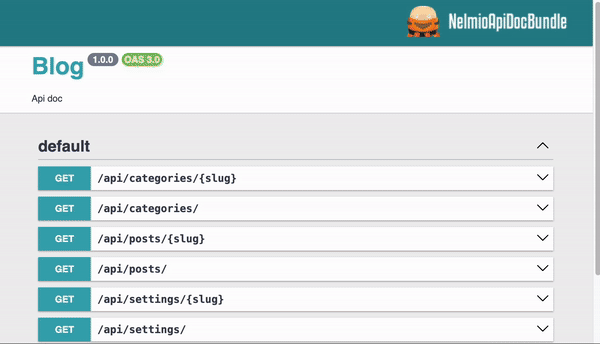 NelmioApiDocBundle
Blog 1.0.0 OAS 3.0
Api doc
default
GET /api/categories/{slug}
GET /api/categories/
GET /api/posts/{slug}
GET /api/posts/
GET /api/settings/{slug}
GET /api/settings/